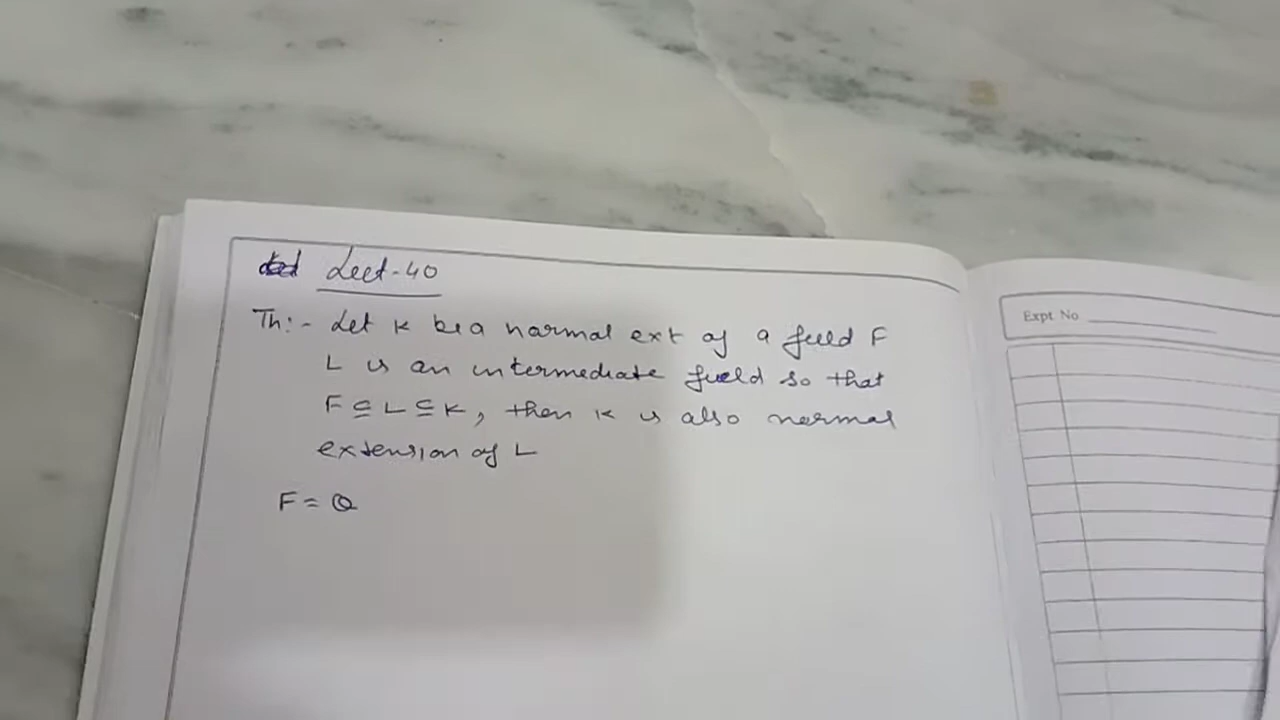 Lect-40
Th:- Let K be a normal ext of a field F
L is an intermediate field so that
F ⊆ L ⊆ K, then K is also normal
extension of L
F = Q
Expt No